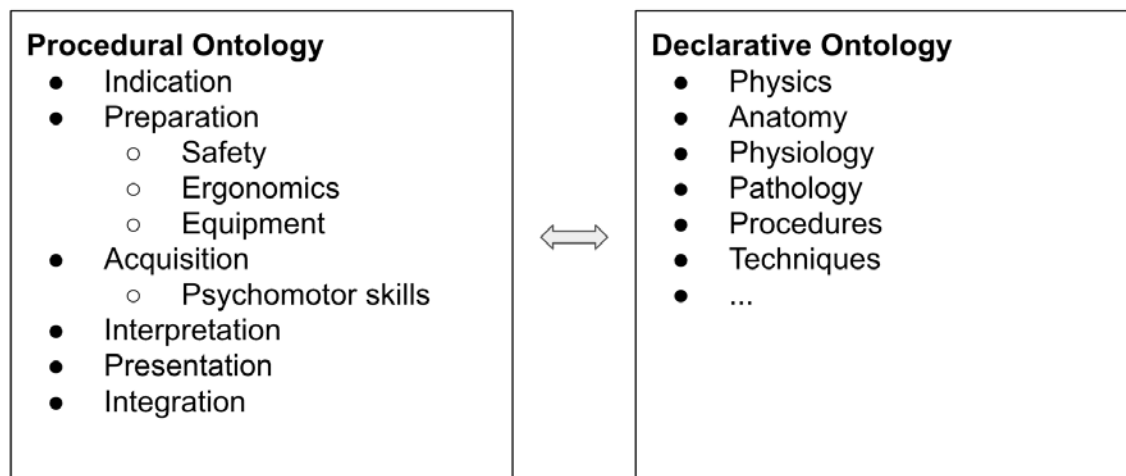 Procedural Ontology
● Indication
● Preparation
○ Safety
○ Ergonomics
○ Equipment
● Acquisition
○ Psychomotor skills
● Interpretation
● Presentation
● Integration
Declarative Ontology
● Physics
● Anatomy
● Physiology
● Pathology
● Procedures
● Techniques
● ...